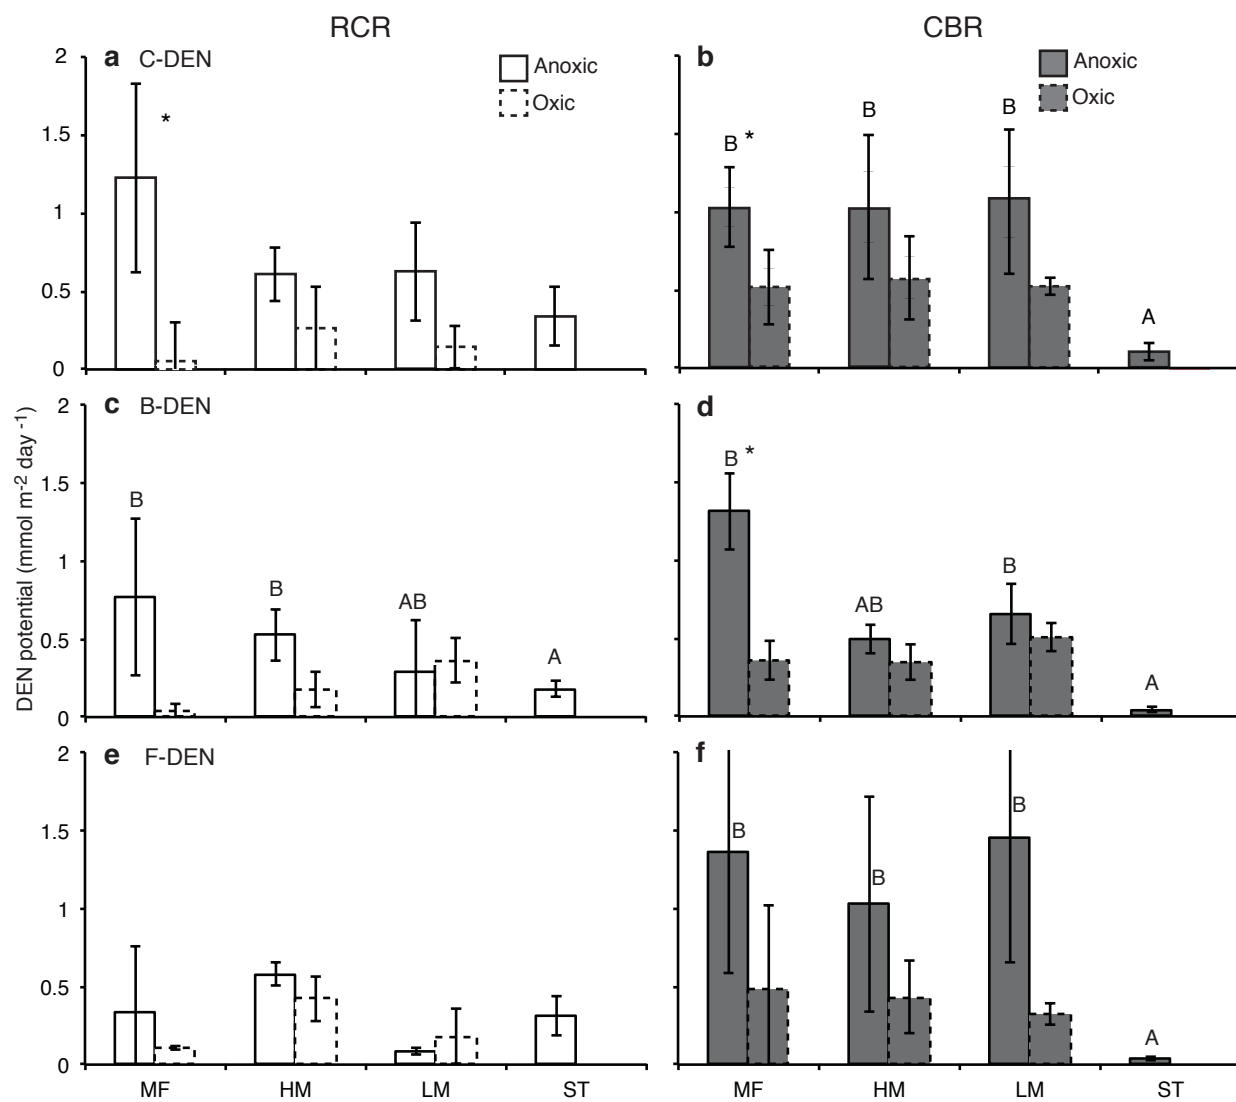 RCR
CBR
a C-DEN
Anoxic
Oxic
*
2
1.5
1
0.5
0
b
Anoxic
Oxic
B *
B
B
A
DEN potential (mmol m-2 day -1)
c B-DEN
2
1.5
1
0.5
0
B
B
AB
A
d
B *
AB
B
A
e F-DEN
2
1.5
1
0.5
0
MF
HM
LM
ST
f
B
B
B
A
MF
HM
LM
ST